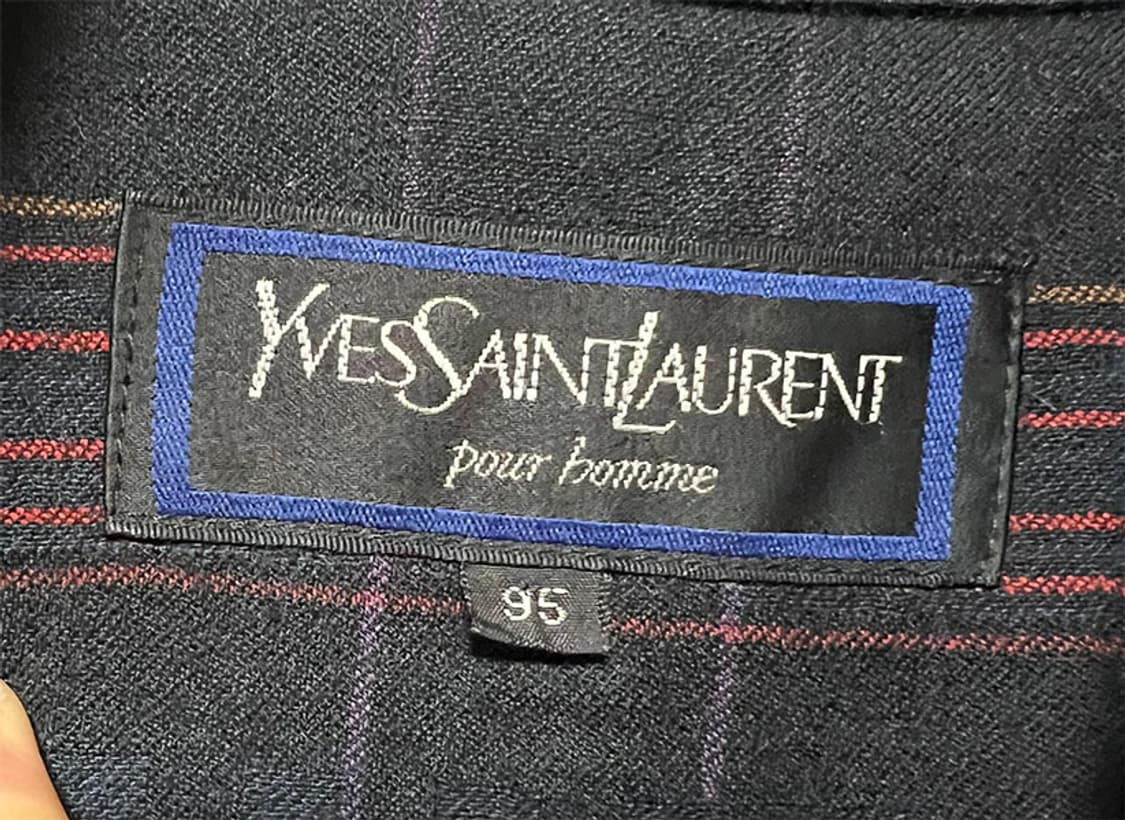 YVES SAINT LAURENT
pour homme
95